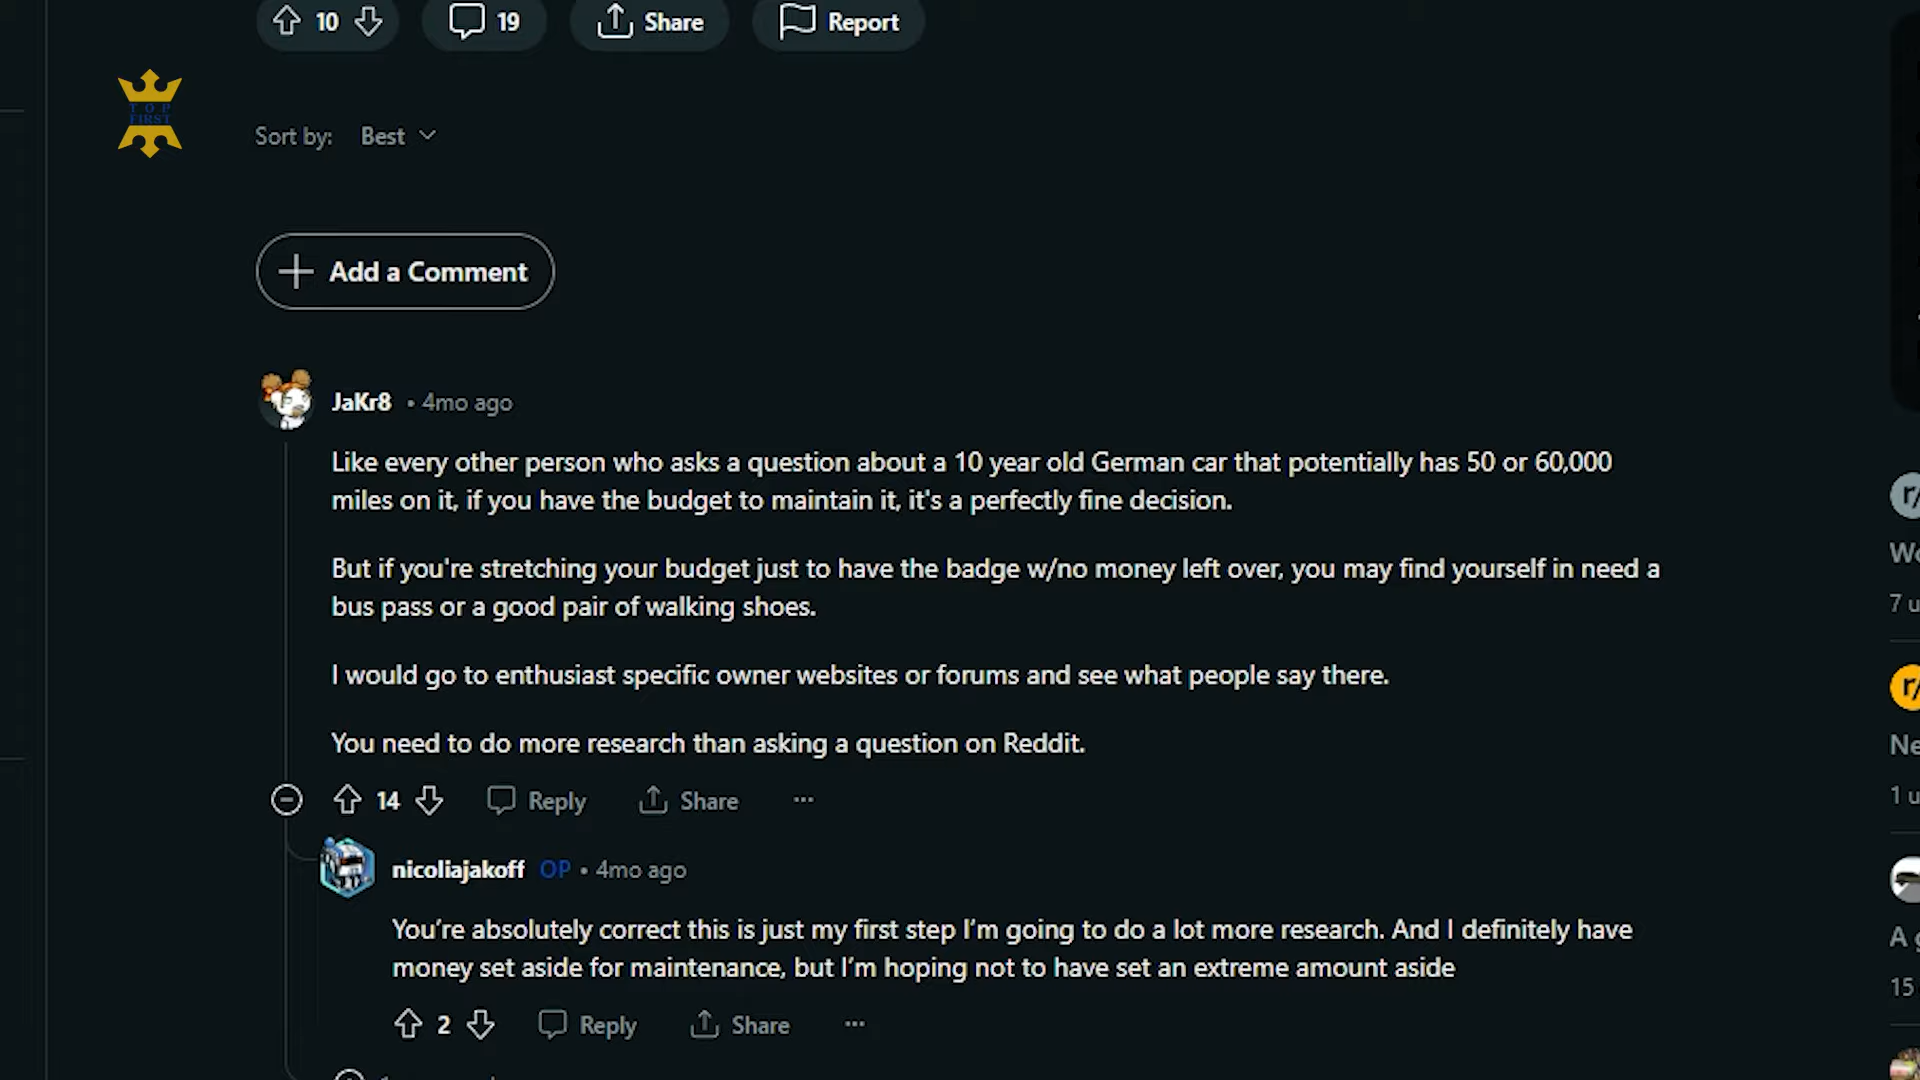 10
19
Share
Report
TOP
FIRST
Sort by: Best
Add a Comment
JaKr8 • 4mo ago
Like every other person who asks a question about a 10 year old German car that potentially has 50 or 60,000
miles on it, if you have the budget to maintain it, it's a perfectly fine decision.
But if you're stretching your budget just to have the badge w/no money left over, you may find yourself in need a
bus pass or a good pair of walking shoes.
I would go to enthusiast specific owner websites or forums and see what people say there.
You need to do more research than asking a question on Reddit.
14 Reply Share ...
nicoliajakoff OP • 4mo ago
You’re absolutely correct this is just my first step I’m going to do a lot more research. And I definitely have
money set aside for maintenance, but I’m hoping not to have set an extreme amount aside
2 Reply Share ...
r/
7 u
r/
Ne
1 u
A
15